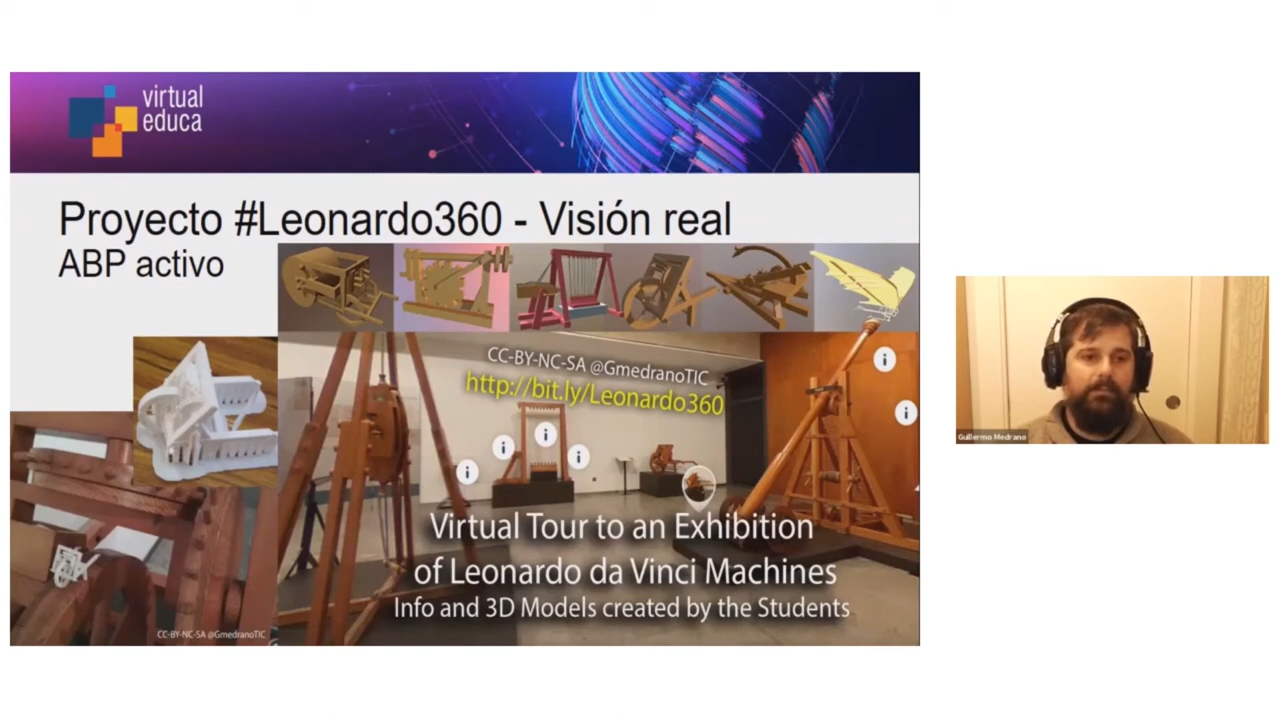 virtual
educa
Proyecto #Leonardo360 - Visión real
ABP activo
CC-BY-NC-SA @GmedranoTIC
http://bit.ly/Leonardo360
i
i
i
i
i
i
Virtual Tour to an Exhibition
of Leonardo da Vinci Machines
Info and 3D Models created by the Students
CC-BY-NC-SA @GmedranoTIC
Guillermo Medrano